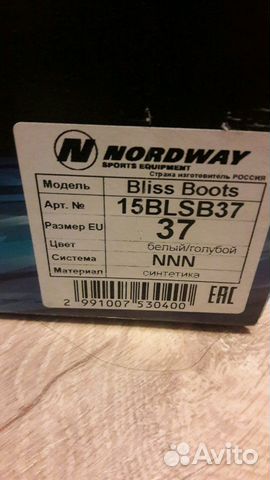 NORDWAY
SPORTS EQUIPMENT
Страна изготовитель РОССИЯ
Модель Bliss Boots
Арт. № 15BLSB37
Размер EU 37
Цвет белый/голубой
Система NNN
Материал синтетика
2 991007 530400
EAC
Avito